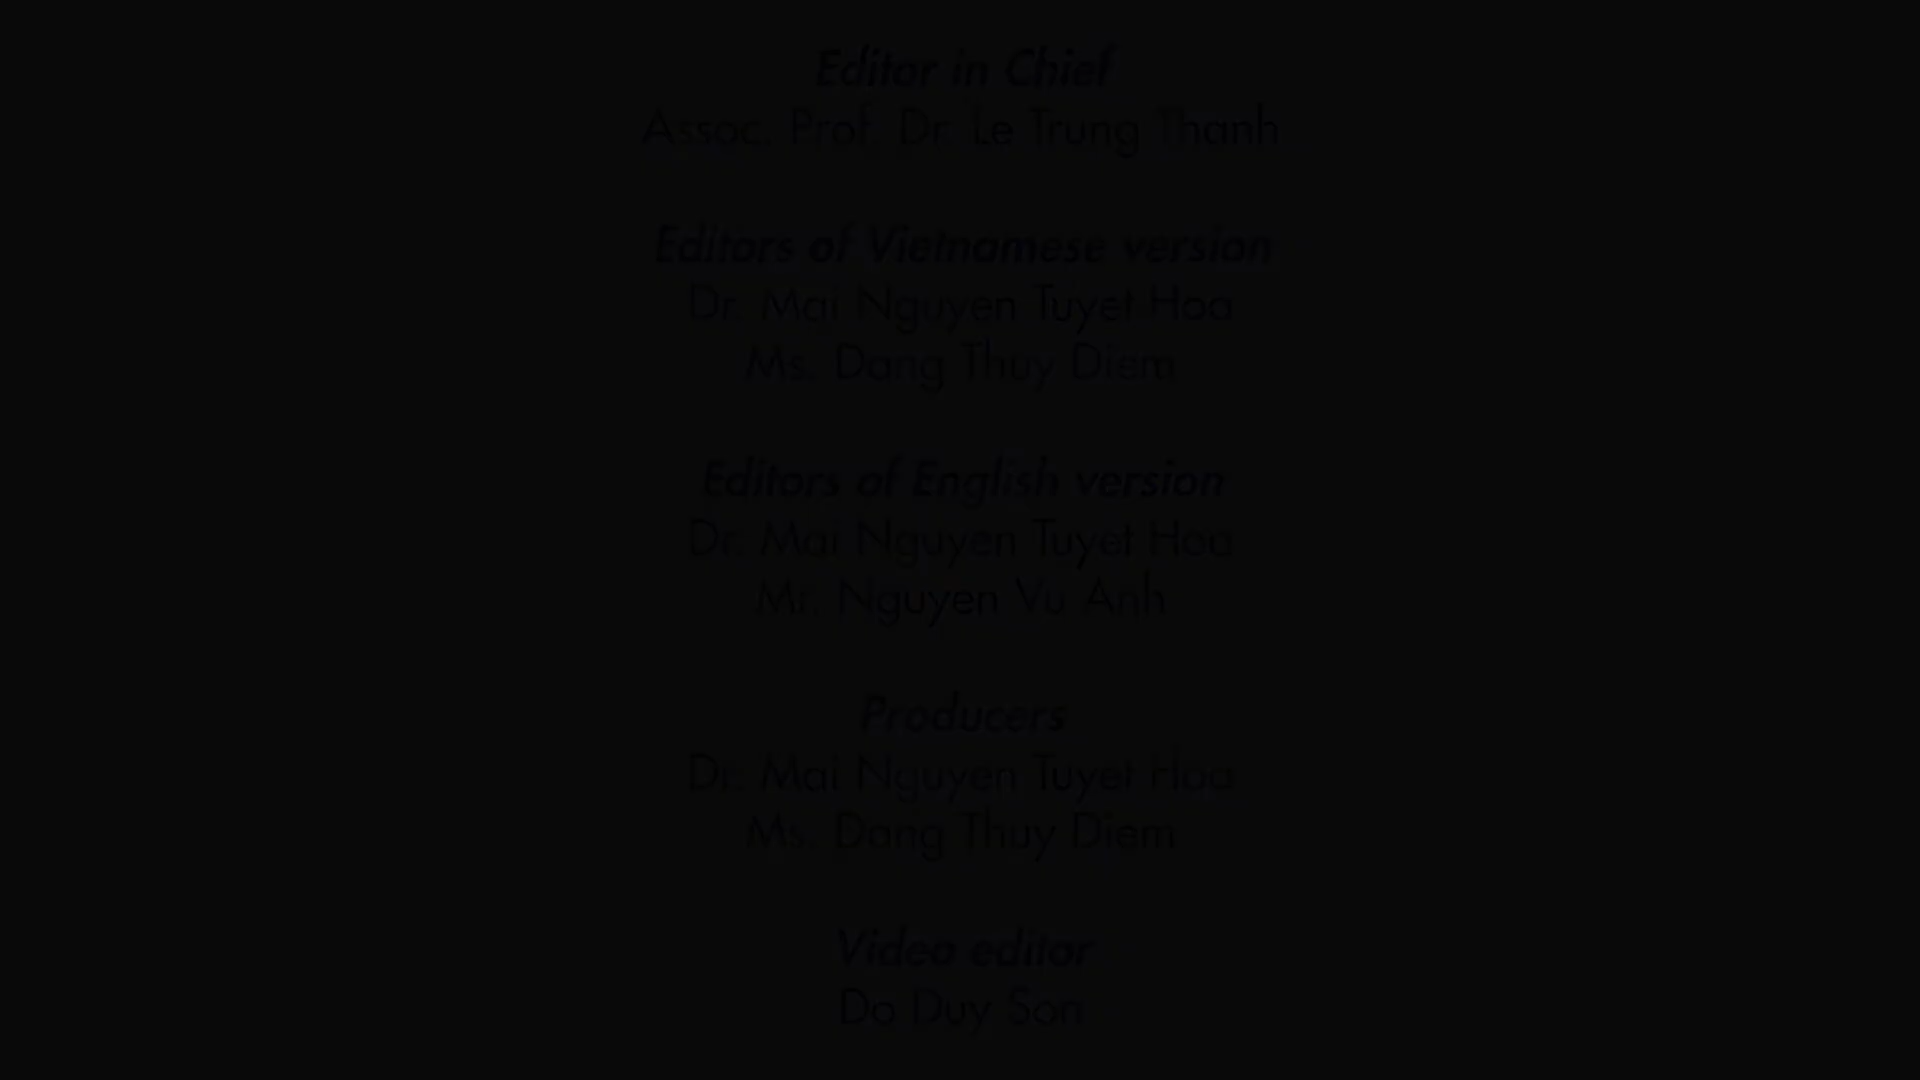 Editor in Chief
Assoc. Prof. Dr. Le Trung Thanh
Editors of Vietnamese version
Dr. Mai Nguyen Tuyet Hoa
Ms. Dang Thuy Diem
Editors of English version
Dr. Mai Nguyen Tuyet Hoa
Mr. Nguyen Vu Anh
Producers
Dr. Mai Nguyen Tuyet Hoa
Ms. Dang Thuy Diem
Video editor
Do Duy Son